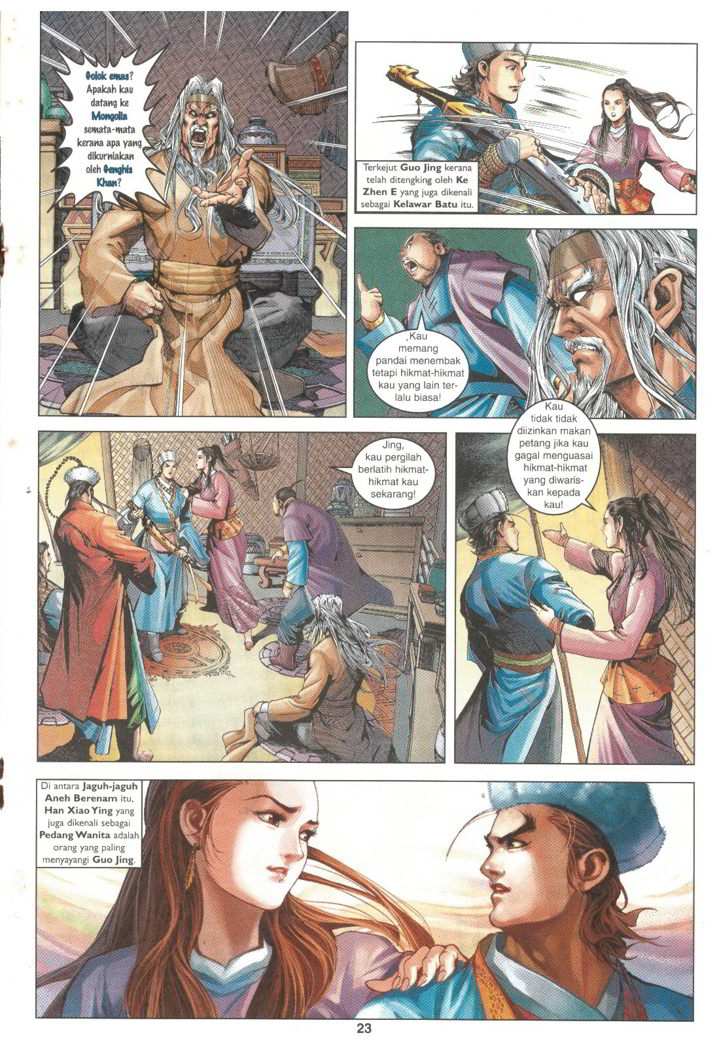 Golok emas?
Apakah kau
datang ke
Mongolia
semata-mata
kerana apa yang
dikurniakan
oleh Genghis
Khan?
Terkejut Guo Jing kerana
telah ditengking oleh Ke
Zhen E yang juga dikenali
sebagai Kelawar Batu itu.
Kau
memang
pandai menembak
tetapi hikmat-hikmat
kau yang lain ter-
lalu biasa!
Jing,
kau pergilah
berlatih hikmat-
hikmat kau
sekarang!
Kau
tidak tidak
diizinkan makan
petang jika kau
gagal menguasai
hikmat-hikmat
yang diwaris-
kan kepada
kau!
Di antara Jaguh-jaguh
Aneh Berenam itu,
Han Xiao Ying yang
juga dikenali sebagai
Pedang Wanita adalah
orang yang paling
menyayangi Guo Jing.
23